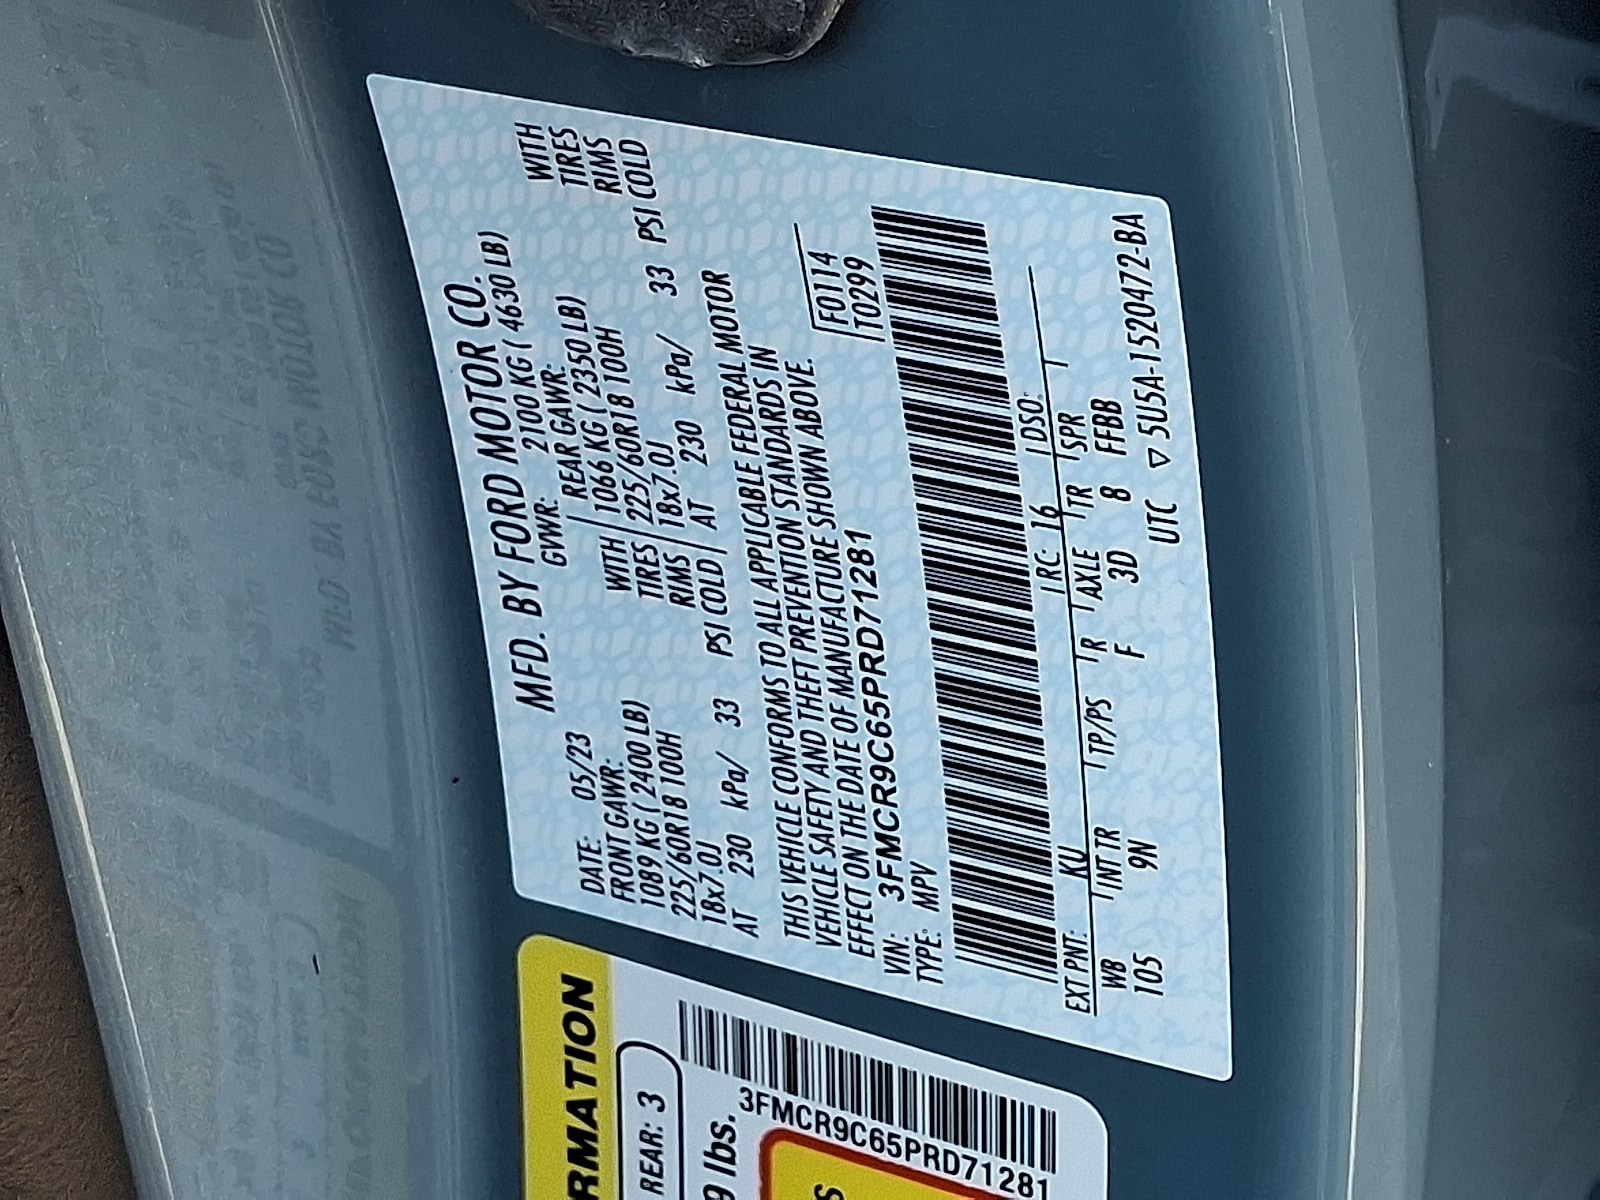 MFD. BY FORD MOTOR CO.
DATE: 05/23 GVWR: 2100 KG ( 4630 LB)
FRONT GAWR: REAR GAWR:
1089 KG ( 2400 LB) WITH 1066 KG ( 2350 LB) WITH
225/60R18 100H TIRES 225/60R18 100H TIRES
18x7.0J RIMS 18x7.0J RIMS
AT 230 kPa/ 33 PSI COLD AT 230 kPa/ 33 PSI COLD
THIS VEHICLE CONFORMS TO ALL APPLICABLE FEDERAL MOTOR
VEHICLE SAFETY AND THEFT PREVENTION STANDARDS IN
EFFECT ON THE DATE OF MANUFACTURE SHOWN ABOVE.
VIN: 3FMCR9C65PRD71281 F0114
TYPE: MPV T0299
EXT PNT: KU RC: 16 DSO:
WB INT TR TP/PS R AXLE TR SPR
105 9N F 3D 8 FFBB
UTC ▽ 5U5A-1520472-BA
RMATION
REAR: 3
9 lbs.
3FMCR9C65PRD71281
S